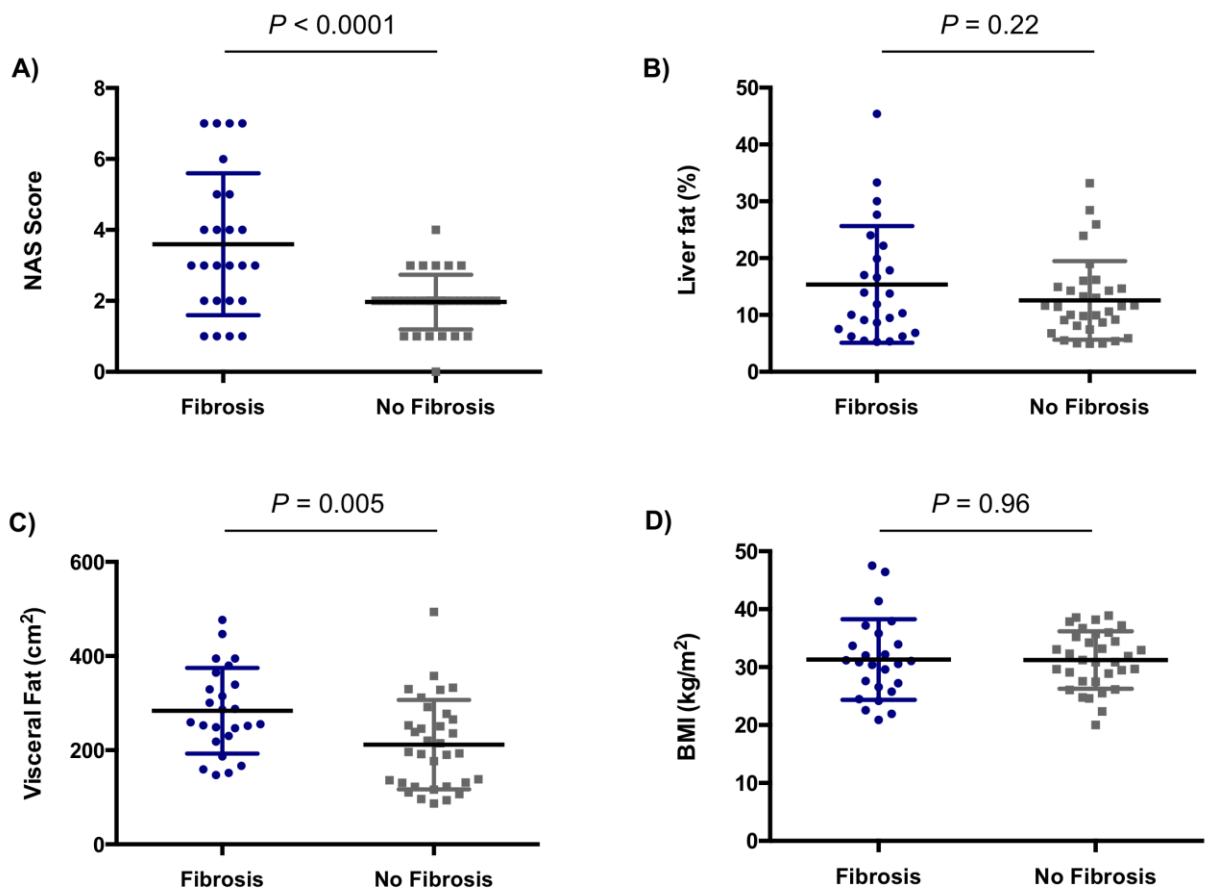 P < 0.0001
A)
8
6
4
2
0
NAS Score
Fibrosis
No Fibrosis
P = 0.22
B)
50
40
30
20
10
0
Liver fat (%)
Fibrosis
No Fibrosis
P = 0.005
C)
600
400
200
0
Visceral Fat (cm²)
Fibrosis
No Fibrosis
P = 0.96
D)
50
40
30
20
10
0
BMI (kg/m²)
Fibrosis
No Fibrosis